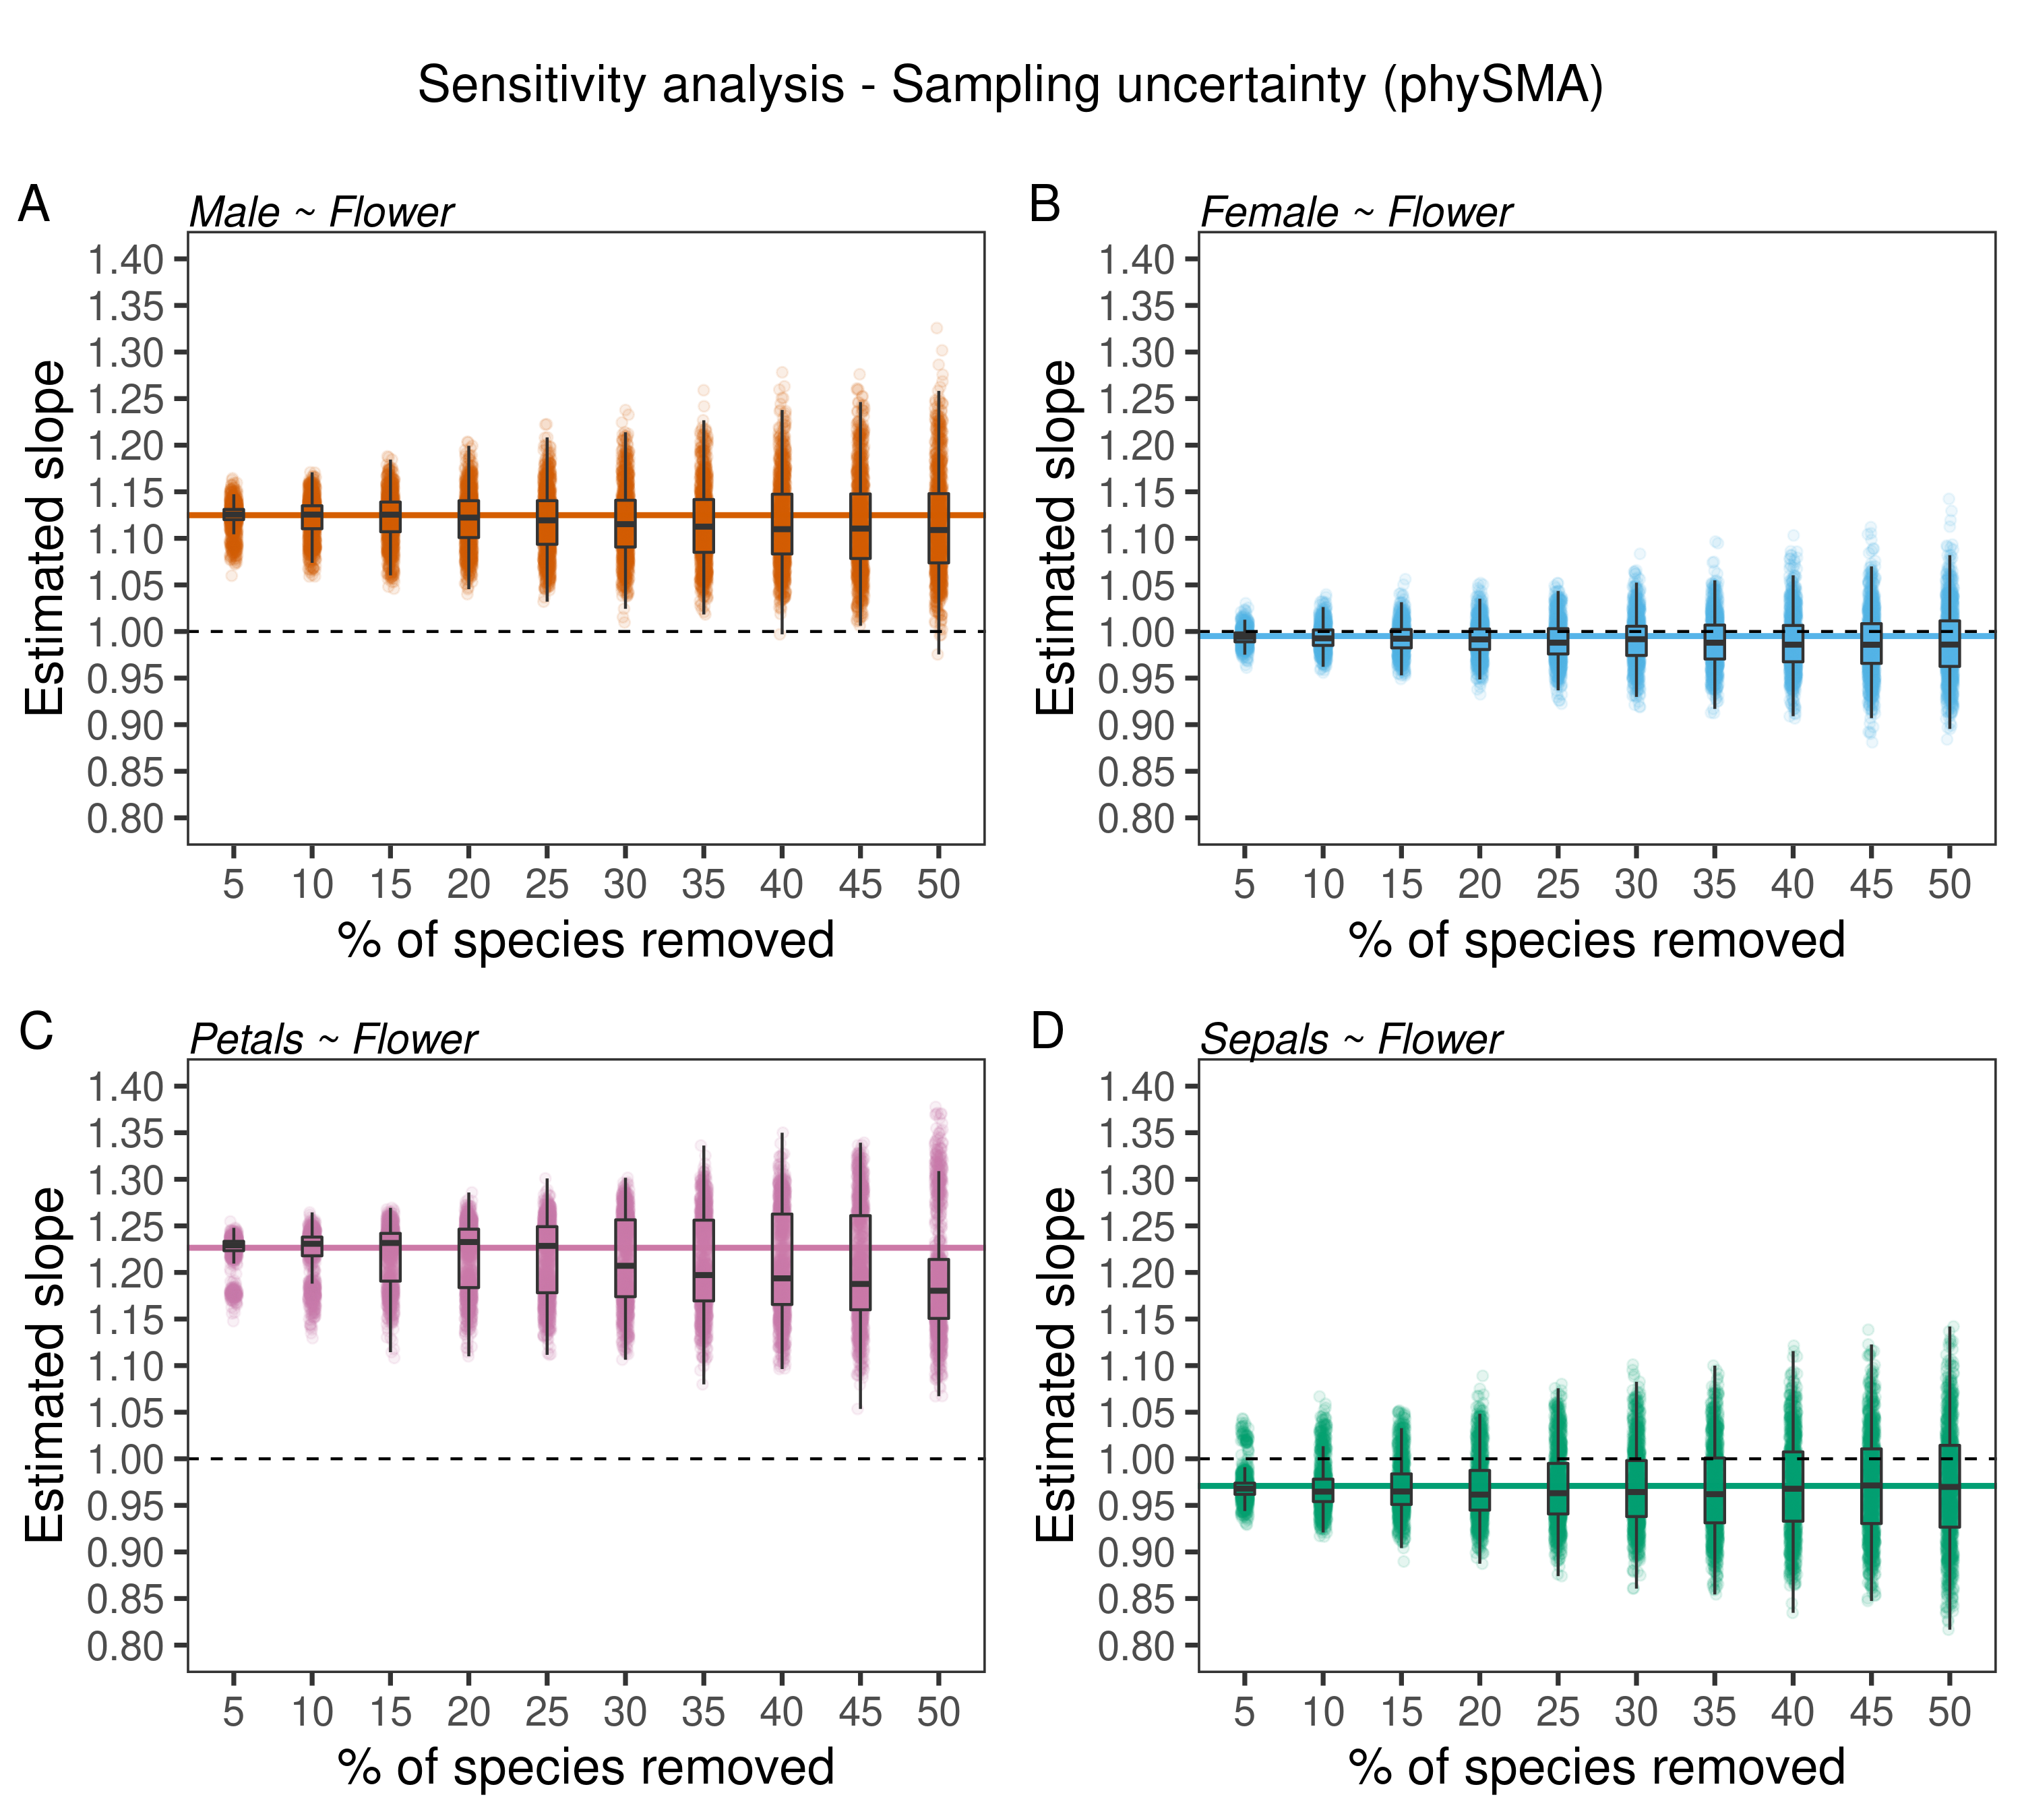 Sensitivity analysis - Sampling uncertainty (phySMA)
A
Male ~ Flower
Estimated slope
1.40
1.35
1.30
1.25
1.20
1.15
1.10
1.05
1.00
0.95
0.90
0.85
0.80
5 10 15 20 25 30 35 40 45 50
% of species removed
B
Female ~ Flower
Estimated slope
1.40
1.35
1.30
1.25
1.20
1.15
1.10
1.05
1.00
0.95
0.90
0.85
0.80
5 10 15 20 25 30 35 40 45 50
% of species removed
C
Petals ~ Flower
Estimated slope
1.40
1.35
1.30
1.25
1.20
1.15
1.10
1.05
1.00
0.95
0.90
0.85
0.80
5 10 15 20 25 30 35 40 45 50
% of species removed
D
Sepals ~ Flower
Estimated slope
1.40
1.35
1.30
1.25
1.20
1.15
1.10
1.05
1.00
0.95
0.90
0.85
0.80
5 10 15 20 25 30 35 40 45 50
% of species removed